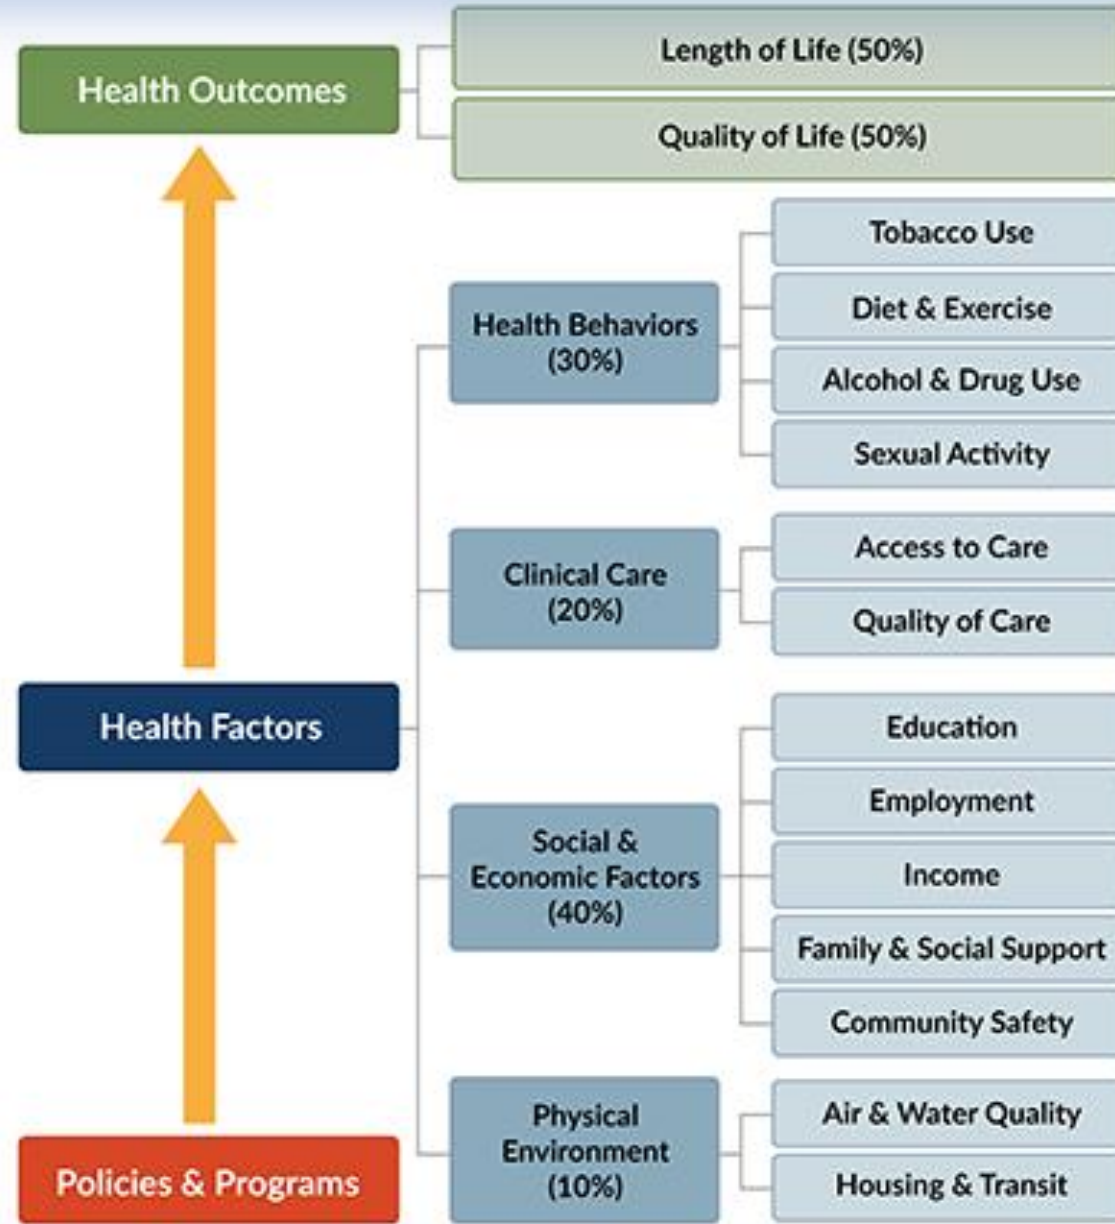 Health Outcomes
Length of Life (50%)
Quality of Life (50%)
Health Factors
Health Behaviors
(30%)
Tobacco Use
Diet & Exercise
Alcohol & Drug Use
Sexual Activity
Clinical Care
(20%)
Access to Care
Quality of Care
Social &
Economic Factors
(40%)
Education
Employment
Income
Family & Social Support
Community Safety
Physical
Environment
(10%)
Air & Water Quality
Housing & Transit
Policies & Programs